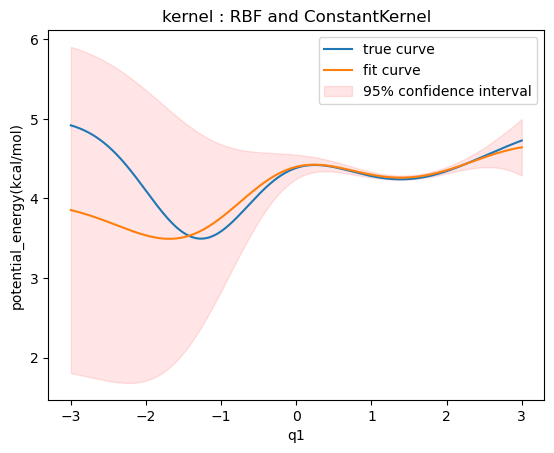 kernel : RBF and ConstantKernel
true curve
fit curve
95% confidence interval
potential_energy(kcal/mol)
6
5
4
3
2
−3
−2
−1
0
1
2
3
q1